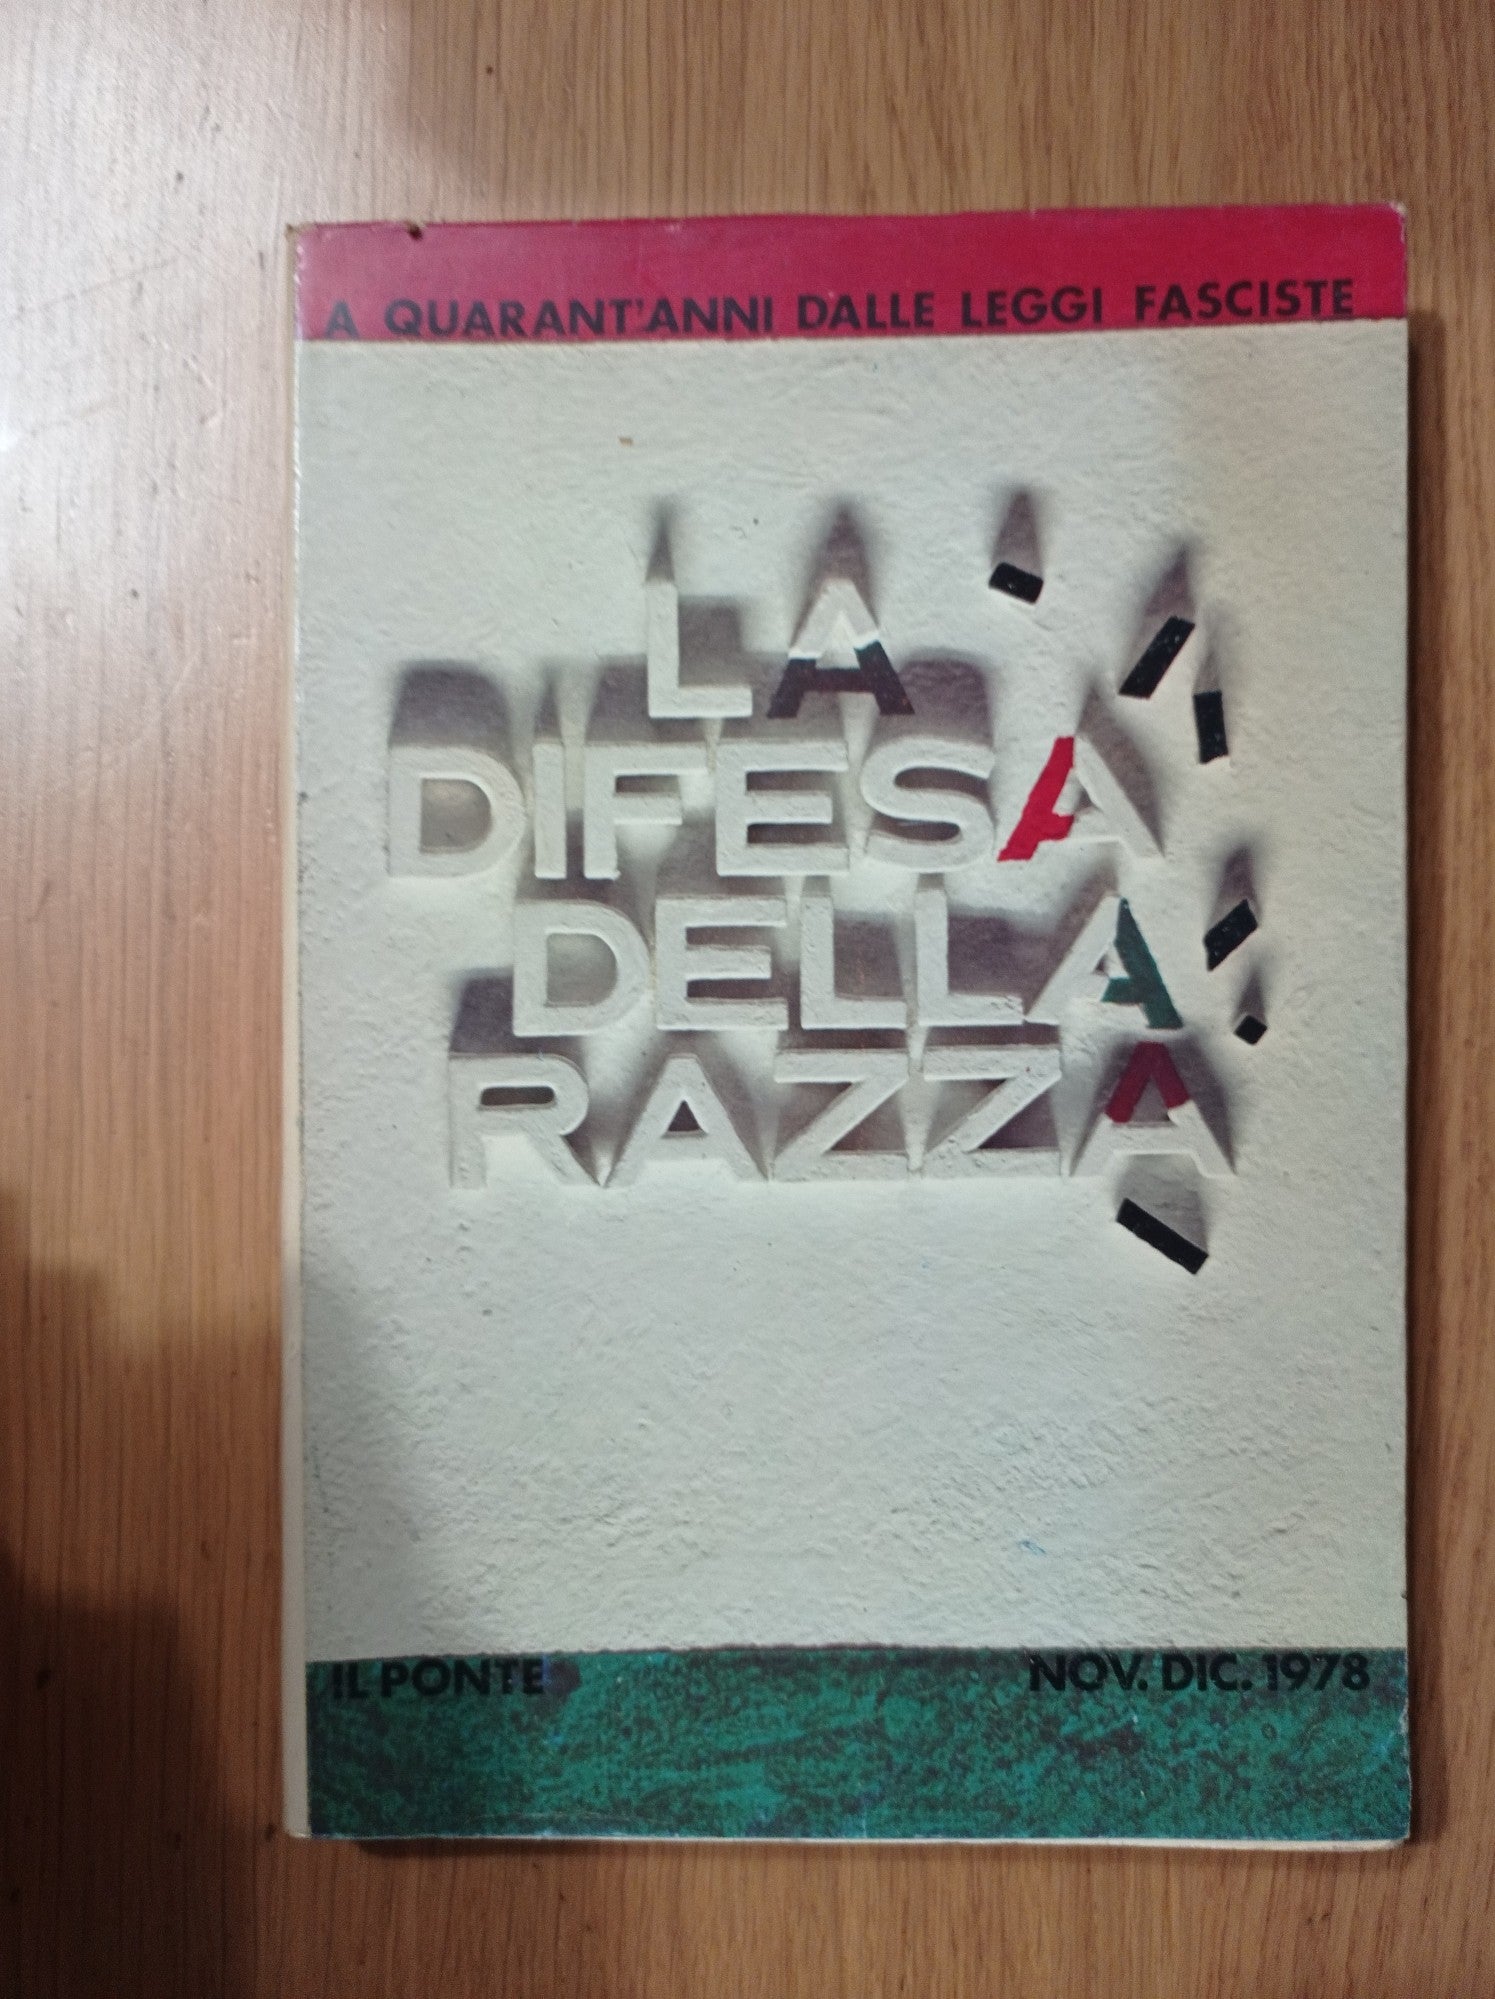 A QUARANT'ANNI DALLE LEGGI FASCISTE
LA
DIFESA
DELLA
RAZZA
IL PONTE
NOV. DIC. 1978